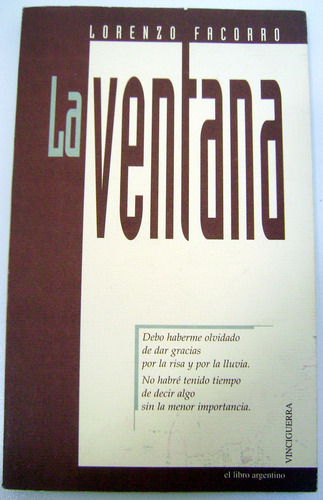 LORENZO FACORRO
La
ventana
Debo haberme olvidado
de dar gracias
por la risa y por la lluvia.
No habré tenido tiempo
de decir algo
sin la menor importancia.
VINCIGUERRA
el libro argentino